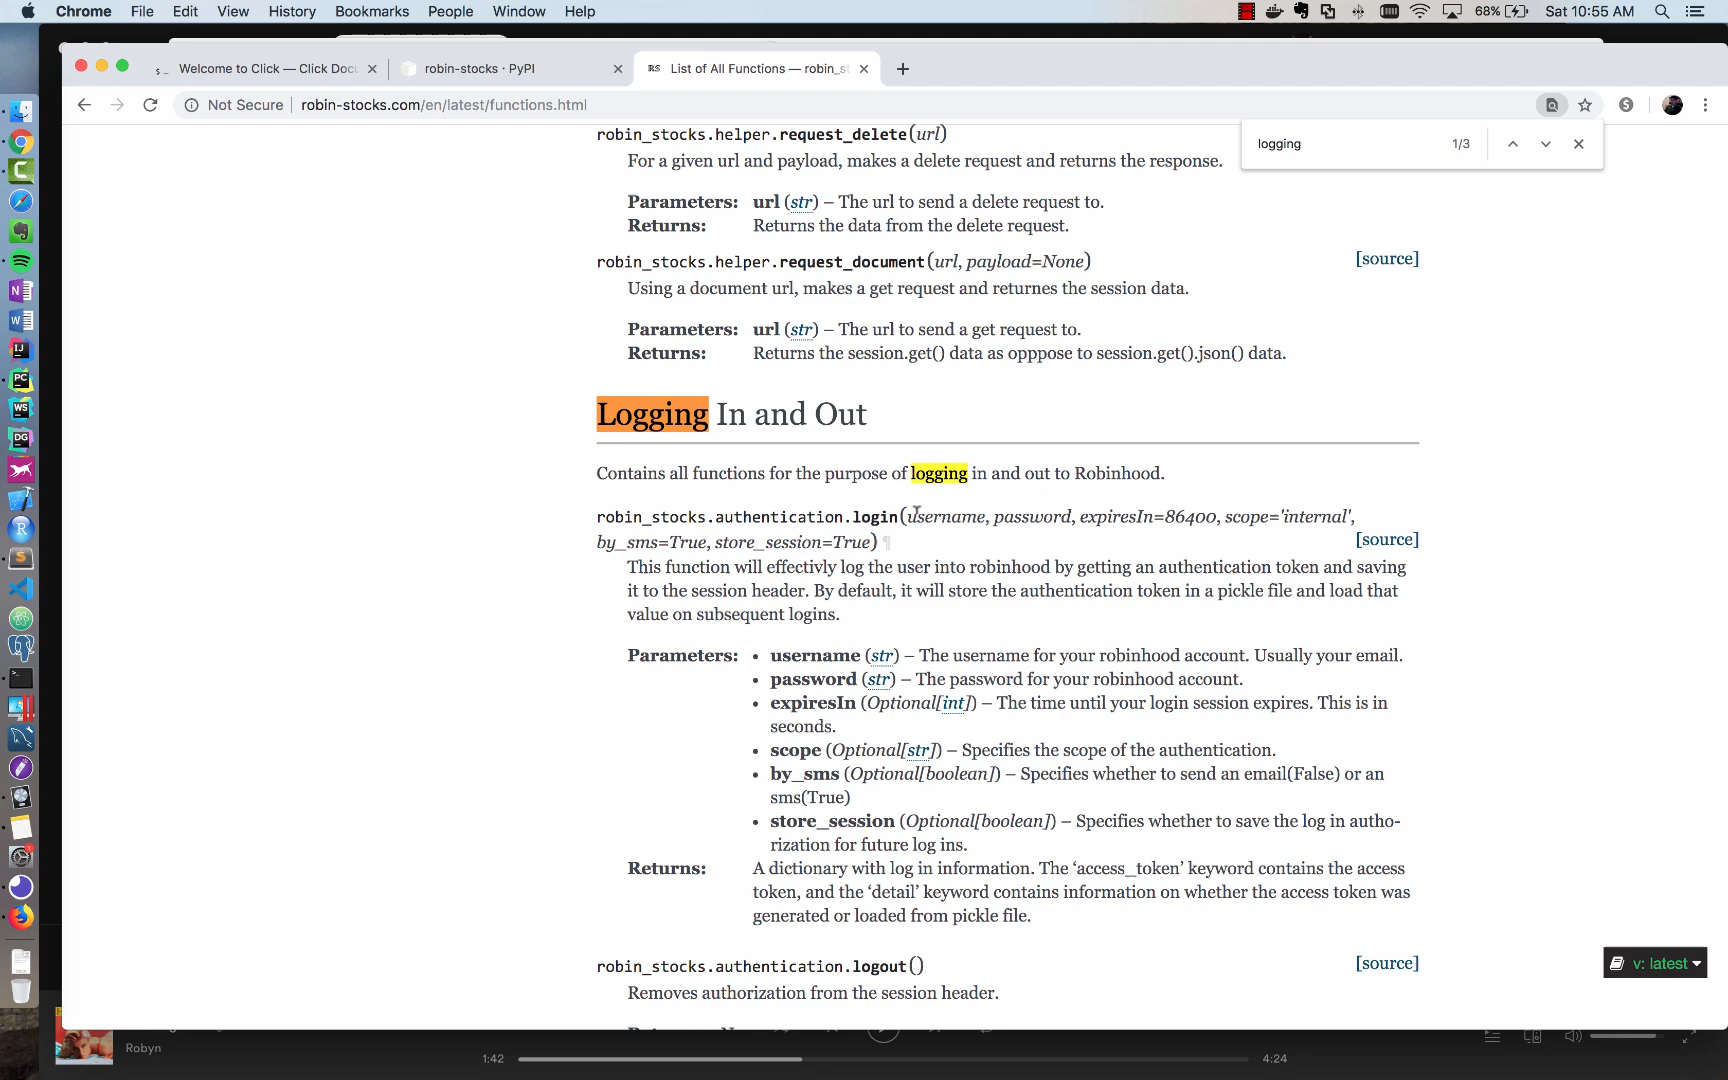 Chrome File Edit View History Bookmarks People Window Help 68% Sat 10:55 AM
Welcome to Click — Click Doc
robin-stocks · PyPI
List of All Functions — robin_st
Not Secure robin-stocks.com/en/latest/functions.html
logging 1/3
robin_stocks.helper.request_delete(url)
For a given url and payload, makes a delete request and returns the response.
Parameters: url (str) – The url to send a delete request to.
Returns: Returns the data from the delete request.
robin_stocks.helper.request_document(url, payload=None) [source]
Using a document url, makes a get request and returnes the session data.
Parameters: url (str) – The url to send a get request to.
Returns: Returns the session.get() data as opppose to session.get().json() data.
Logging In and Out
Contains all functions for the purpose of logging in and out to Robinhood.
robin_stocks.authentication.login(username, password, expiresIn=86400, scope='internal',
by_sms=True, store_session=True) ¶ [source]
This function will effectivly log the user into robinhood by getting an authentication token and saving
it to the session header. By default, it will store the authentication token in a pickle file and load that
value on subsequent logins.
Parameters: • username (str) – The username for your robinhood account. Usually your email.
• password (str) – The password for your robinhood account.
• expiresIn (Optional[int]) – The time until your login session expires. This is in
seconds.
• scope (Optional[str]) – Specifies the scope of the authentication.
• by_sms (Optional[boolean]) – Specifies whether to send an email(False) or an
sms(True)
• store_session (Optional[boolean]) – Specifies whether to save the log in autho-
rization for future log ins.
Returns: A dictionary with log in information. The ‘access_token’ keyword contains the access
token, and the ‘detail’ keyword contains information on whether the access token was
generated or loaded from pickle file.
robin_stocks.authentication.logout() [source]
Removes authorization from the session header.
v: latest
Robyn
1:42 4:24